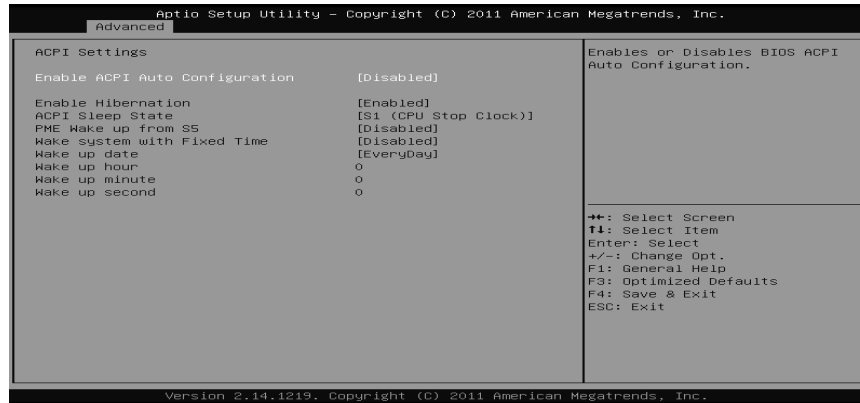 Aptio Setup Utility – Copyright (C) 2011 American Megatrends, Inc.
Advanced
ACPI Settings
Enable ACPI Auto Configuration [Disabled]
Enable Hibernation [Enabled]
ACPI Sleep State [S1 (CPU Stop Clock)]
PME Wake up from S5 [Disabled]
Wake system with Fixed Time [Disabled]
Wake up date [EveryDay]
Wake up hour 0
Wake up minute 0
Wake up second 0
Enables or Disables BIOS ACPI
Auto Configuration.
→←: Select Screen
↑↓: Select Item
Enter: Select
+/-: Change Opt.
F1: General Help
F3: Optimized Defaults
F4: Save & Exit
ESC: Exit
Version 2.14.1219. Copyright (C) 2011 American Megatrends, Inc.